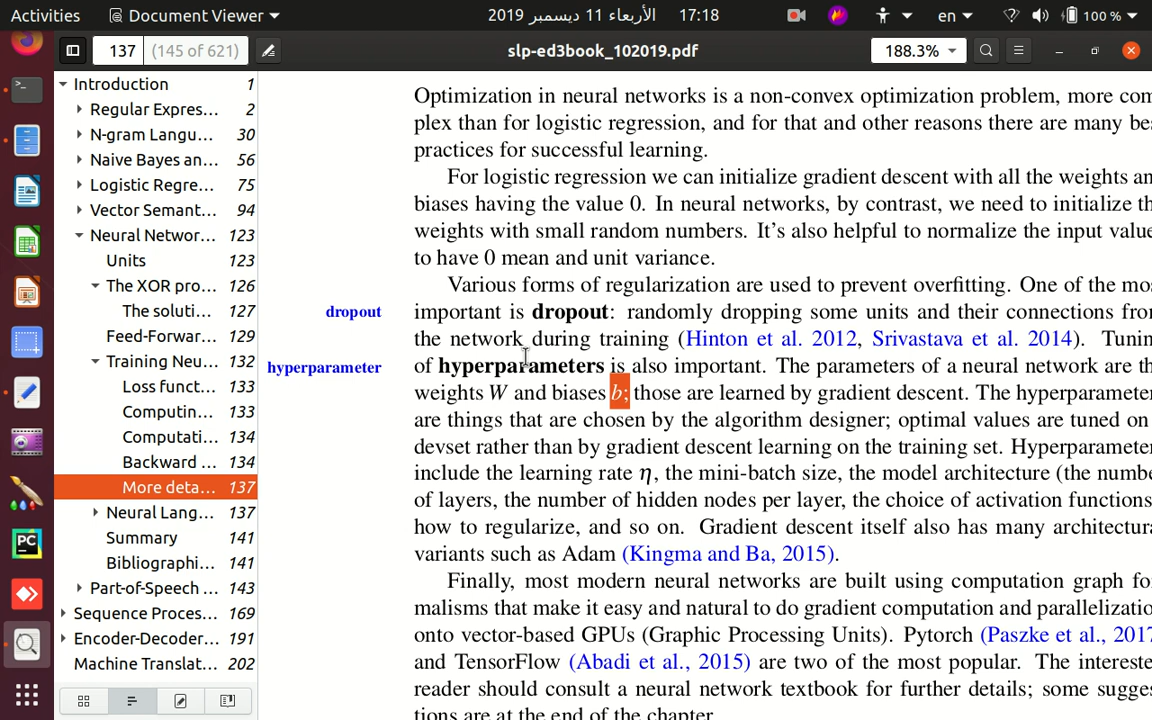 Activities
Document Viewer
الأربعاء 11 ديسمبر 2019 17:18
en
100 %
137
(145 of 621)
slp-ed3book_102019.pdf
188.3%
Introduction 1
Regular Expres... 2
N-gram Langu... 30
Naive Bayes an... 56
Logistic Regre... 75
Vector Semant... 94
Neural Networ... 123
Units 123
The XOR pro... 126
The soluti... 127
Feed-Forwar... 129
Training Neu... 132
Loss funct... 133
Computin... 133
Computati... 134
Backward ... 134
More deta... 137
Neural Lang... 137
Summary 141
Bibliographi... 141
Part-of-Speech ... 143
Sequence Proces... 169
Encoder-Decoder... 191
Machine Translat... 202
PC
Optimization in neural networks is a non-convex optimization problem, more com
plex than for logistic regression, and for that and other reasons there are many be
practices for successful learning.
For logistic regression we can initialize gradient descent with all the weights an
biases having the value 0. In neural networks, by contrast, we need to initialize th
weights with small random numbers. It's also helpful to normalize the input value
to have 0 mean and unit variance.
Various forms of regularization are used to prevent overfitting. One of the mo
dropout
important is dropout: randomly dropping some units and their connections from
the network during training (Hinton et al. 2012, Srivastava et al. 2014). Tunin
hyperparameter
of hyperparameters is also important. The parameters of a neural network are th
weights W and biases b; those are learned by gradient descent. The hyperparameter
are things that are chosen by the algorithm designer; optimal values are tuned on
devset rather than by gradient descent learning on the training set. Hyperparameter
include the learning rate η, the mini-batch size, the model architecture (the numbe
of layers, the number of hidden nodes per layer, the choice of activation functions
how to regularize, and so on. Gradient descent itself also has many architectura
variants such as Adam (Kingma and Ba, 2015).
Finally, most modern neural networks are built using computation graph fo
malisms that make it easy and natural to do gradient computation and parallelizatio
onto vector-based GPUs (Graphic Processing Units). Pytorch (Paszke et al., 2017
and TensorFlow (Abadi et al., 2015) are two of the most popular. The intereste
reader should consult a neural network textbook for further details; some sugges
tions are at the end of the chapter.